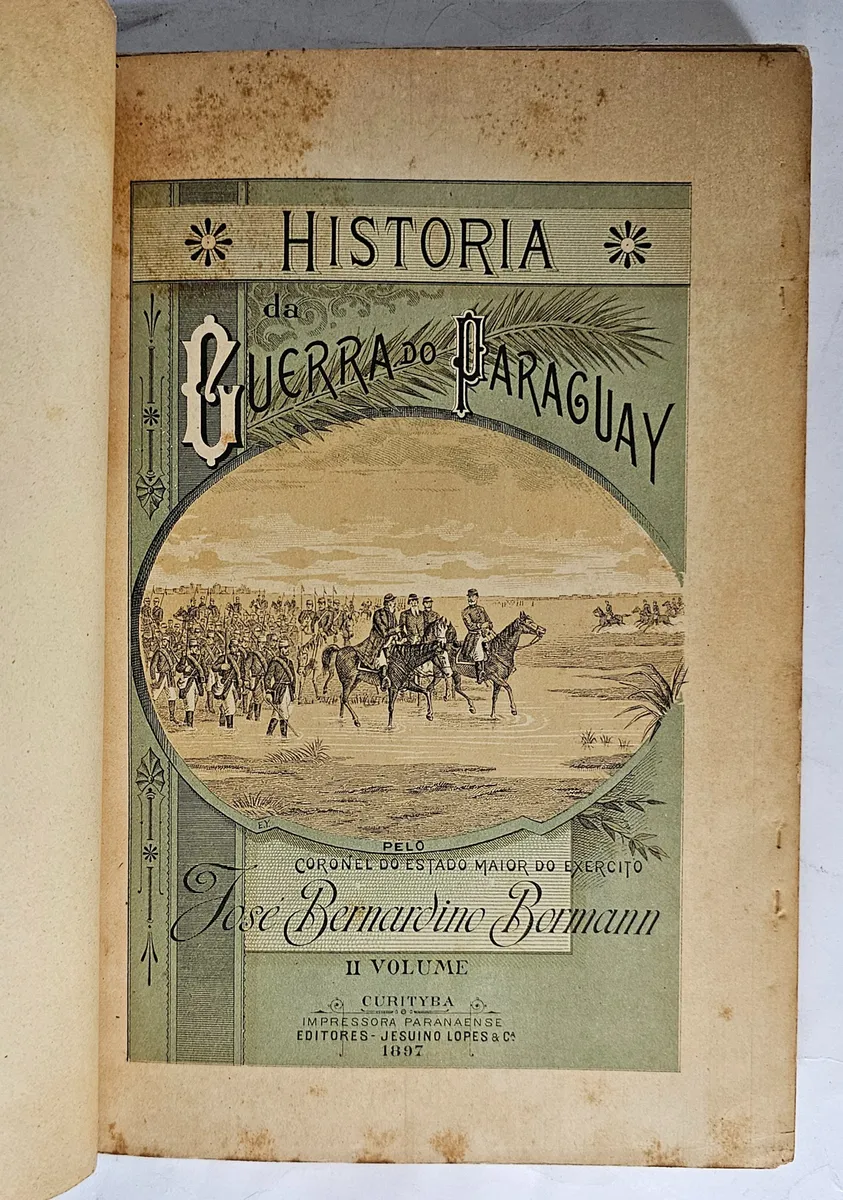 HISTORIA
da
GUERRA DO PARAGUAY
E.Y.
PELO
CORONEL DO ESTADO MAIOR DO EXERCITO
José Bernardino Bormann
II VOLUME
CURITYBA
IMPRESSORA PARANAENSE
EDITORES - JESUINO LOPES & Cª
1897